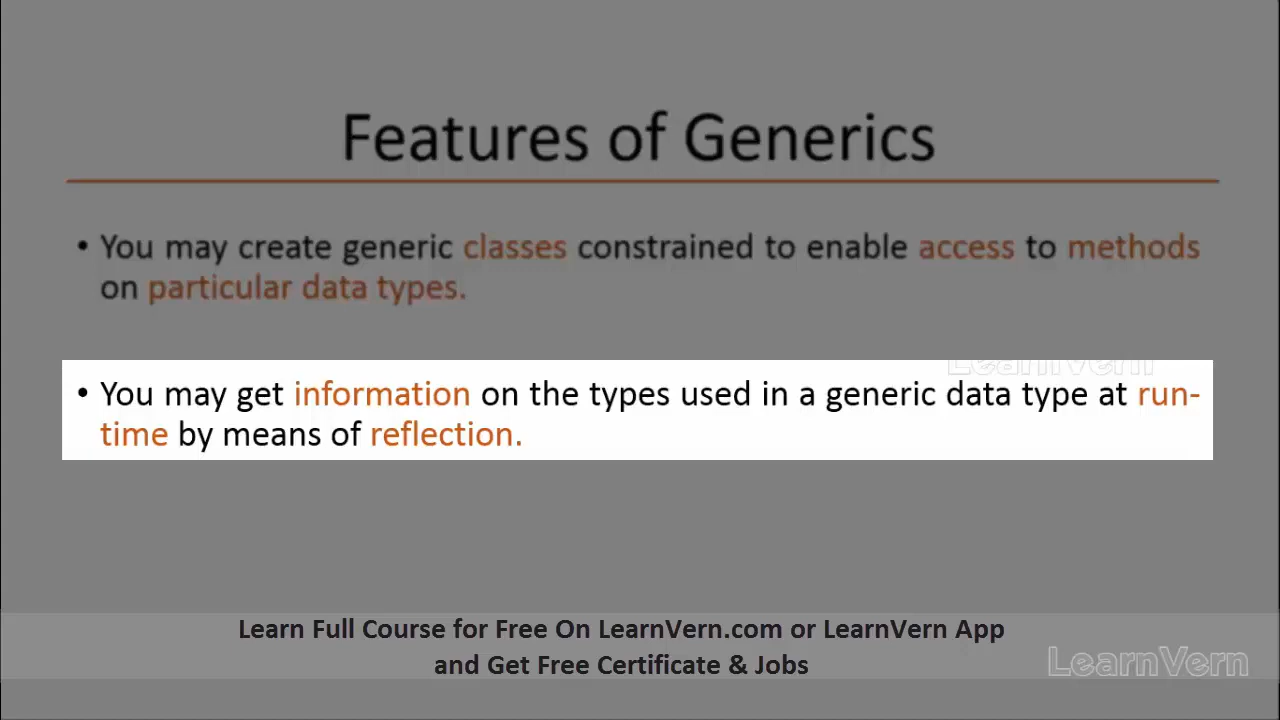 Features of Generics
• You may create generic classes constrained to enable access to methods
on particular data types.
LearnVern
• You may get information on the types used in a generic data type at run-
time by means of reflection.
Learn Full Course for Free On LearnVern.com or LearnVern App
and Get Free Certificate & Jobs
LearnVern